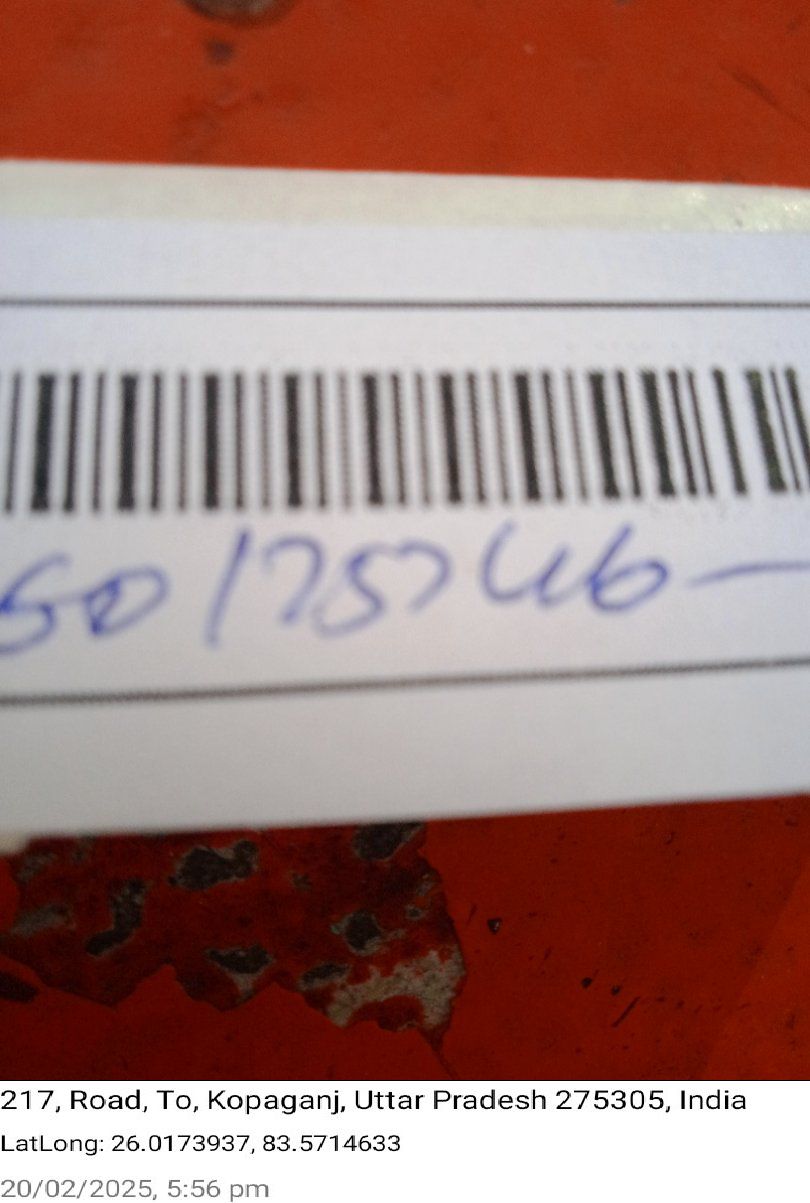 50175746-
217, Road, To, Kopaganj, Uttar Pradesh 275305, India
LatLong: 26.0173937, 83.5714633
20/02/2025, 5:56 pm